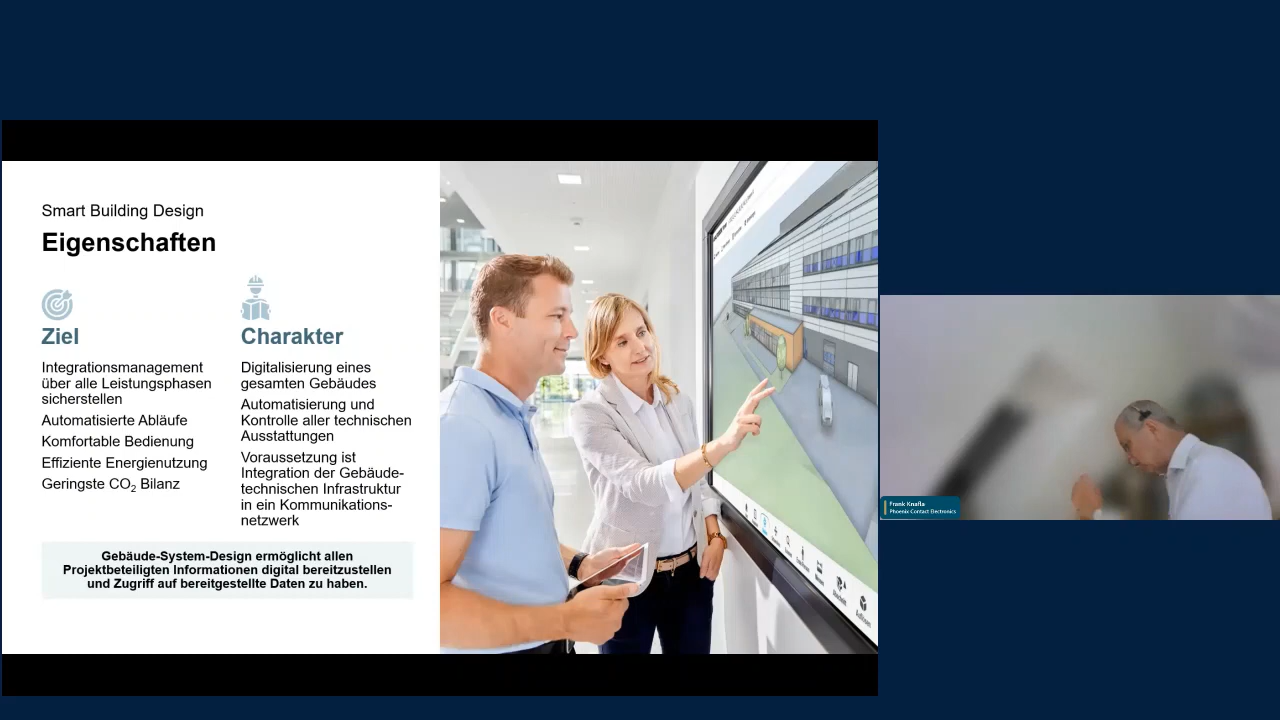 Smart Building Design
Eigenschaften
Ziel
Integrationsmanagement
über alle Leistungsphasen
sicherstellen
Automatisierte Abläufe
Komfortable Bedienung
Effiziente Energienutzung
Geringste CO2 Bilanz
Charakter
Digitalisierung eines
gesamten Gebäudes
Automatisierung und
Kontrolle aller technischen
Ausstattungen
Voraussetzung ist
Integration der Gebäude-
technischen Infrastruktur
in ein Kommunikations-
netzwerk
Gebäude-System-Design ermöglicht allen
Projektbeteiligten Informationen digital bereitzustellen
und Zugriff auf bereitgestellte Daten zu haben.
Frank Knafla
Phoenix Contact Electronics